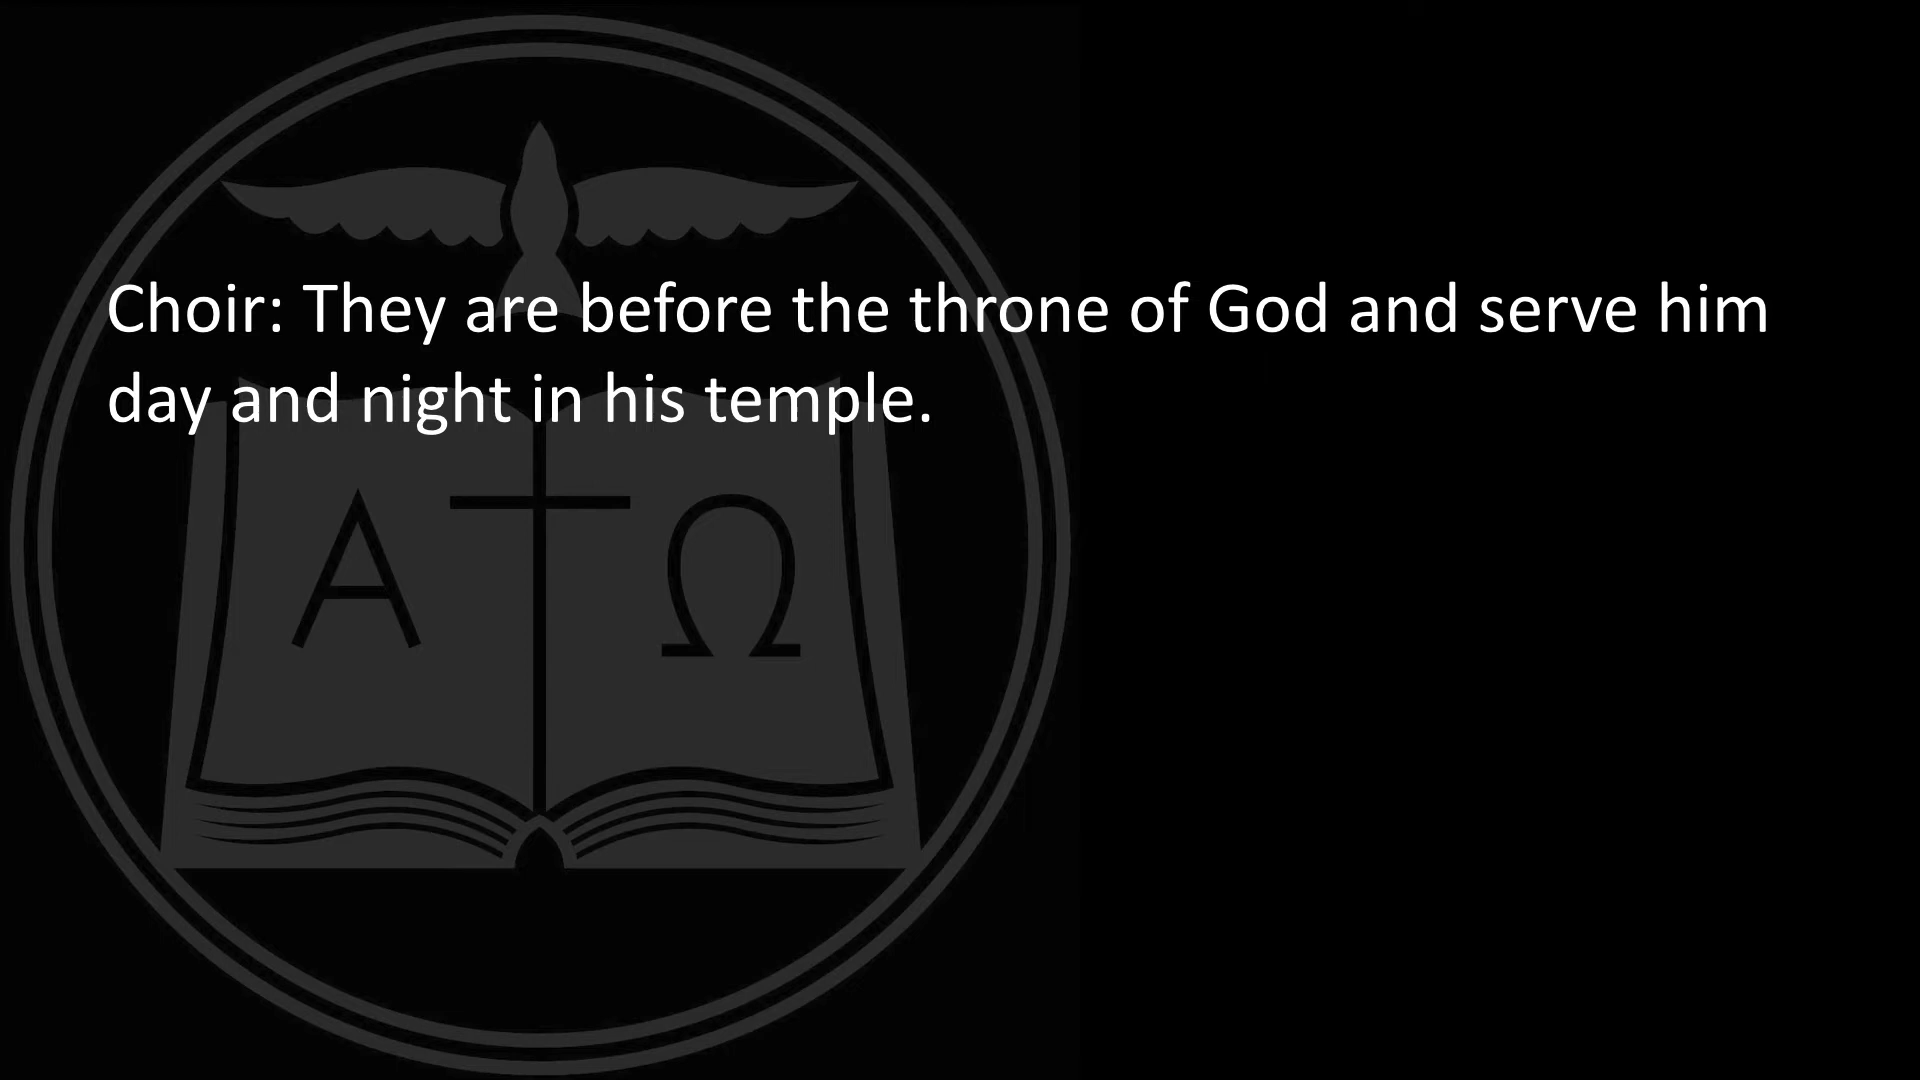 Choir: They are before the throne of God and serve him
day and night in his temple.
Α Ω